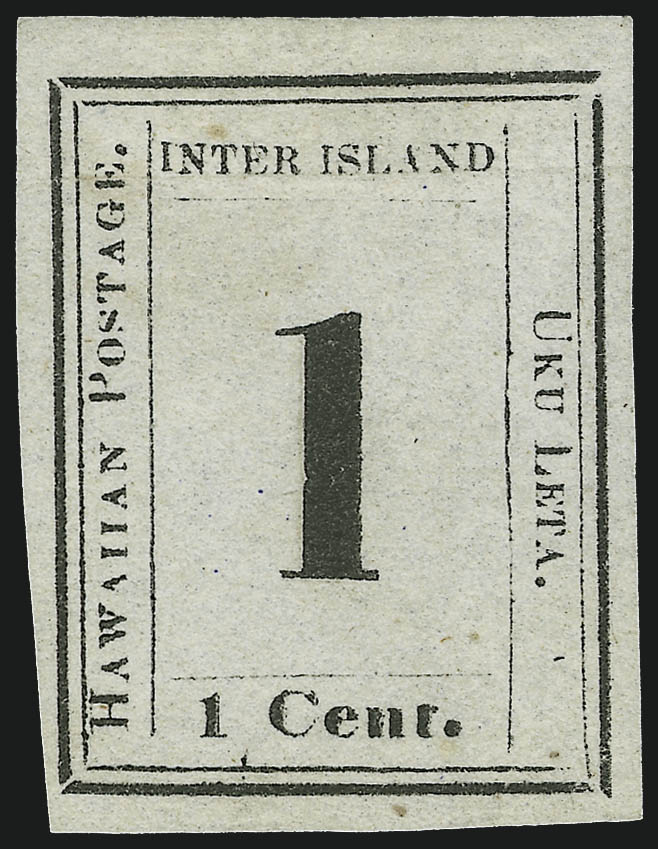 INTER ISLAND
HAWAIIAN POSTAGE.
1
UKU LETA.
1 Cent.